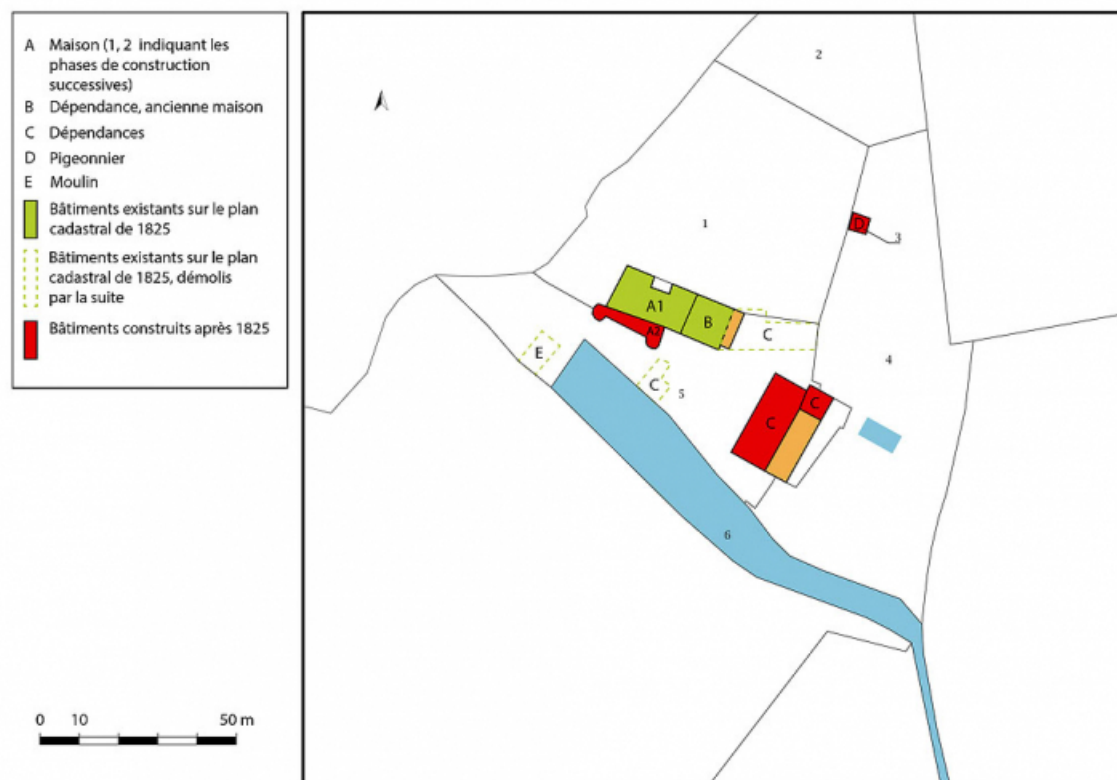 A Maison (1, 2 indiquant les
phases de construction
successives)
B Dépendance, ancienne maison
C Dépendances
D Pigeonnier
E Moulin
Bâtiments existants sur le plan
cadastral de 1825
Bâtiments existants sur le plan
cadastral de 1825, démolis
par la suite
Bâtiments construits après 1825
0 10 50 m
2
1
D
3
A1
A2
B
C
E
C
5
4
C
C
6